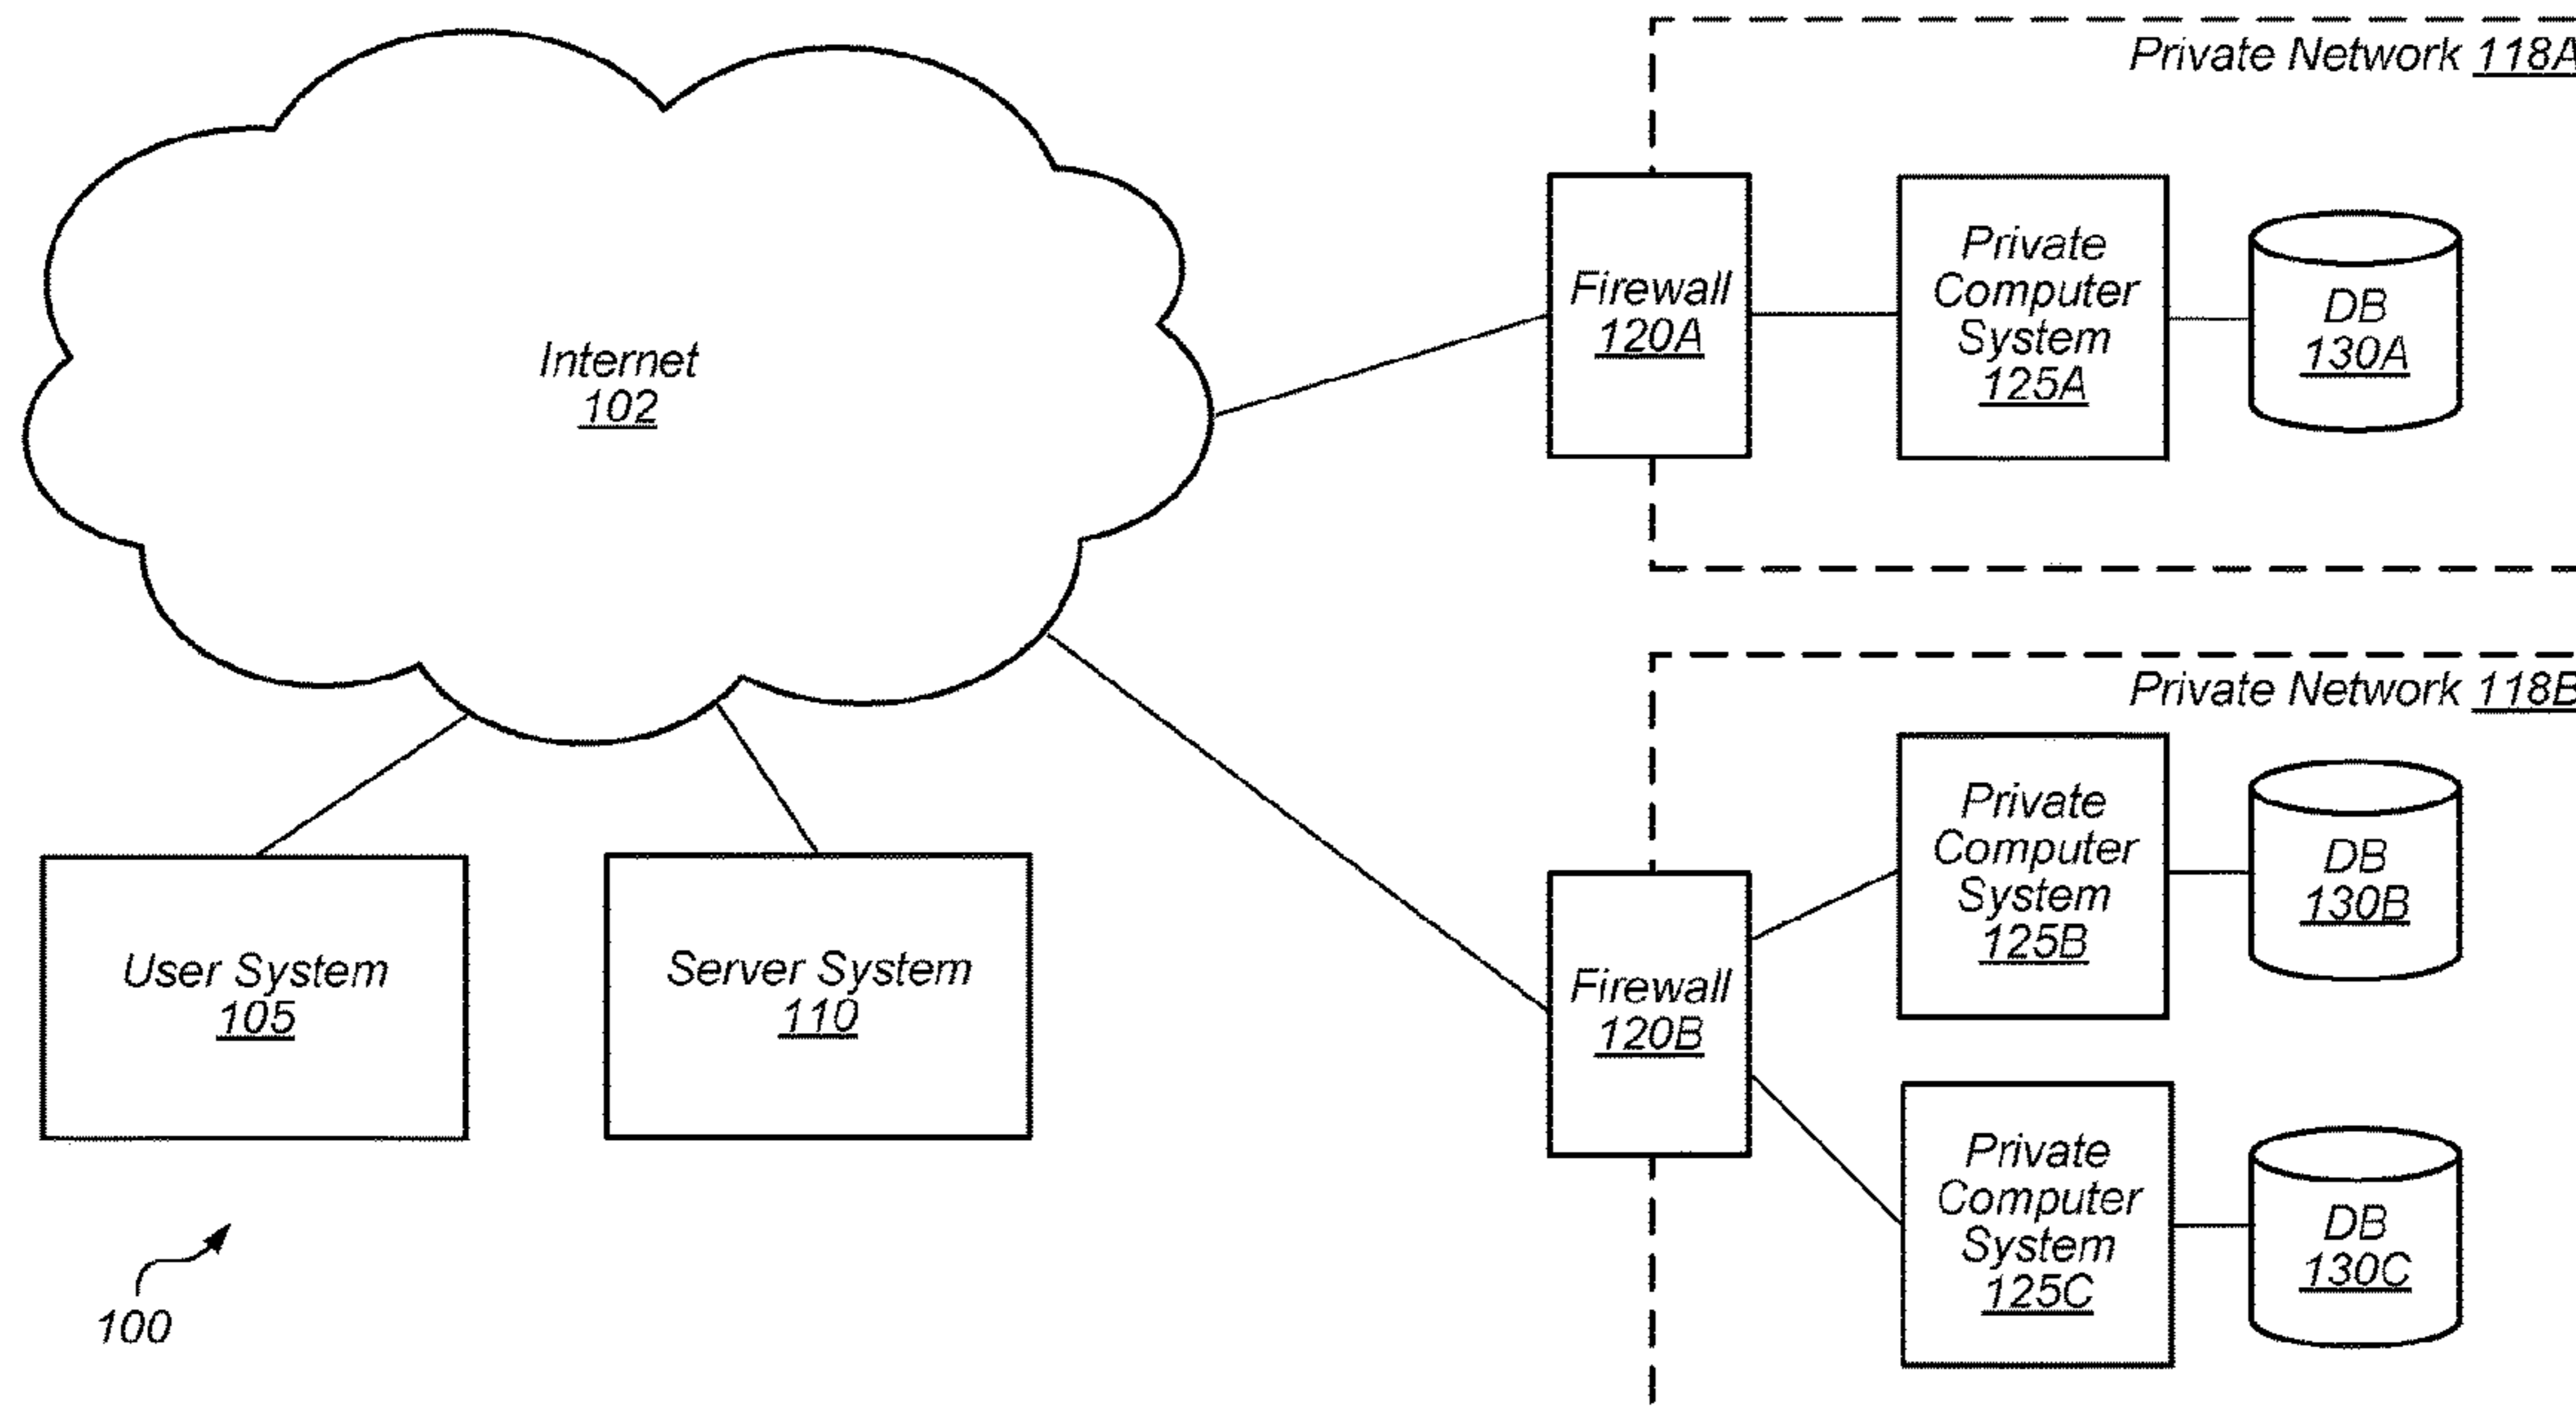 Private Network 118A
Internet
102
Firewall
120A
Private
Computer
System
125A
DB
130A
Private Network 118B
User System
105
Server System
110
Firewall
120B
Private
Computer
System
125B
DB
130B
Private
Computer
System
125C
DB
130C
100